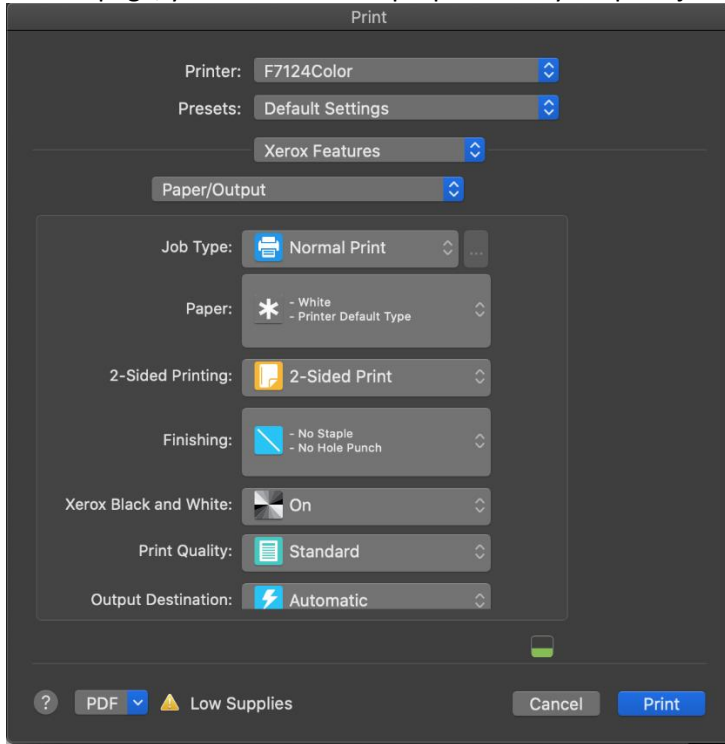 Print
Printer: F7124Color
Presets: Default Settings
Xerox Features
Paper/Output
Job Type: Normal Print ...
Paper: - White
- Printer Default Type
2-Sided Printing: 2-Sided Print
Finishing: - No Staple
- No Hole Punch
Xerox Black and White: On
Print Quality: Standard
Output Destination: Automatic
? PDF Low Supplies Cancel Print